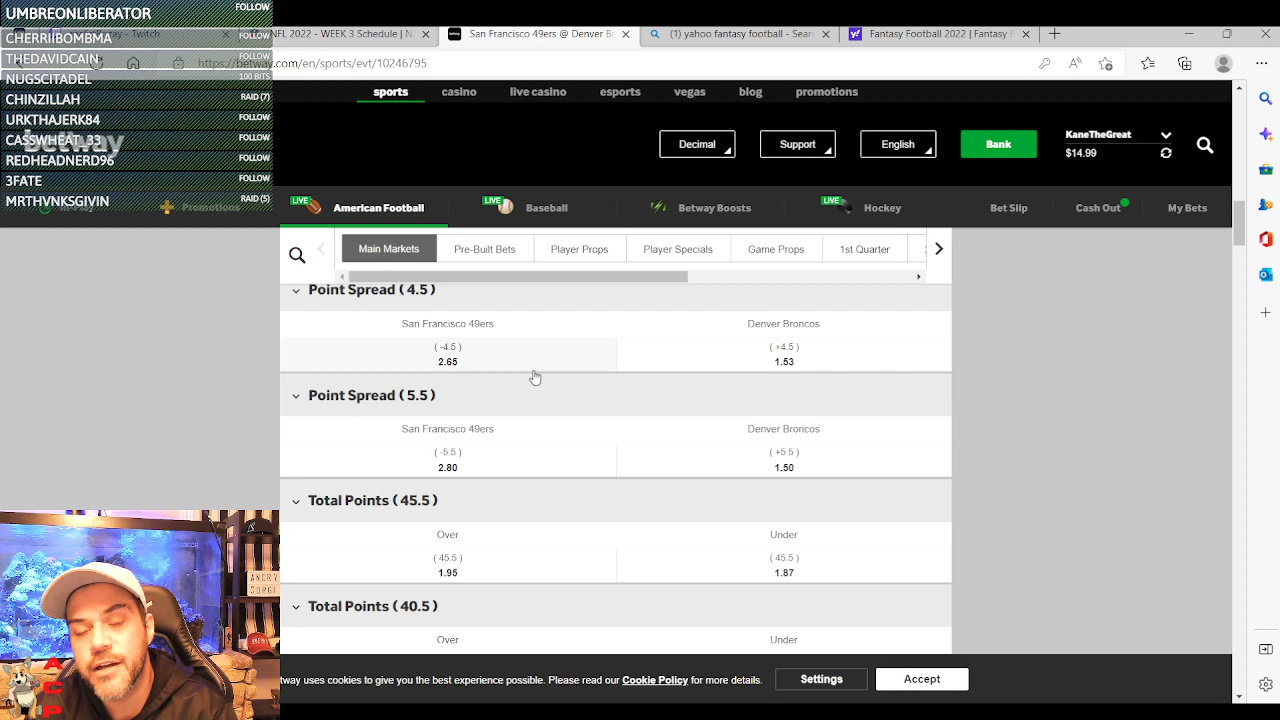 UMBREONLIBERATOR FOLLOW
CHERRIIBOMBMA FOLLOW
THEDAVIDCAIN FOLLOW
NUGSCITADEL 100 BITS
CHINZILLAH RAID (7)
URKTHAJERK84 FOLLOW
CASSWHEAT_33 FOLLOW
REDHEADNERD96 FOLLOW
3FATE FOLLOW
MRTHVNKSGIVIN RAID (5)
- Twitch
NFL 2022 - WEEK 3 Schedule | N
San Francisco 49ers @ Denver Br
(1) yahoo fantasy football - Searc
Fantasy Football 2022 | Fantasy F
https://betway.com/en/sports/evt/10246795
sports casino live casino esports vegas blog promotions
betway
Decimal Support English Bank KaneTheGreat
$14.99
Promotions LIVE American Football LIVE Baseball Betway Boosts LIVE Hockey Bet Slip Cash Out My Bets
Main Markets Pre-Built Bets Player Props Player Specials Game Props 1st Quarter
Point Spread ( 4.5 )
San Francisco 49ers Denver Broncos
( -4.5 ) ( +4.5 )
2.65 1.53
Point Spread ( 5.5 )
San Francisco 49ers Denver Broncos
( -5.5 ) ( +5.5 )
2.80 1.50
Total Points ( 45.5 )
Over Under
( 45.5 ) ( 45.5 )
1.95 1.87
Total Points ( 40.5 )
Over Under
tway uses cookies to give you the best experience possible. Please read our Cookie Policy for more details. Settings Accept
ANGRY
CORGI
A
C
P